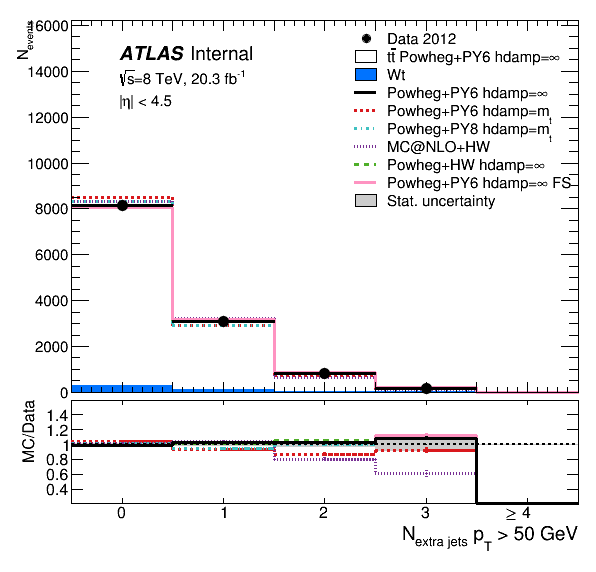 N_events
16000
14000
12000
10000
8000
6000
4000
2000
0
ATLAS Internal
√s=8 TeV, 20.3 fb⁻¹
|η| < 4.5
Data 2012
tt̄ Powheg+PY6 hdamp=∞
Wt
Powheg+PY6 hdamp=∞
Powheg+PY6 hdamp=m_t
Powheg+PY8 hdamp=m_t
MC@NLO+HW
Powheg+HW hdamp=∞
Powheg+PY6 hdamp=∞ FS
Stat. uncertainty
MC/Data
1.4
1.2
1
0.8
0.6
0.4
0 1 2 3 ≥ 4
N_extra jets p_T > 50 GeV